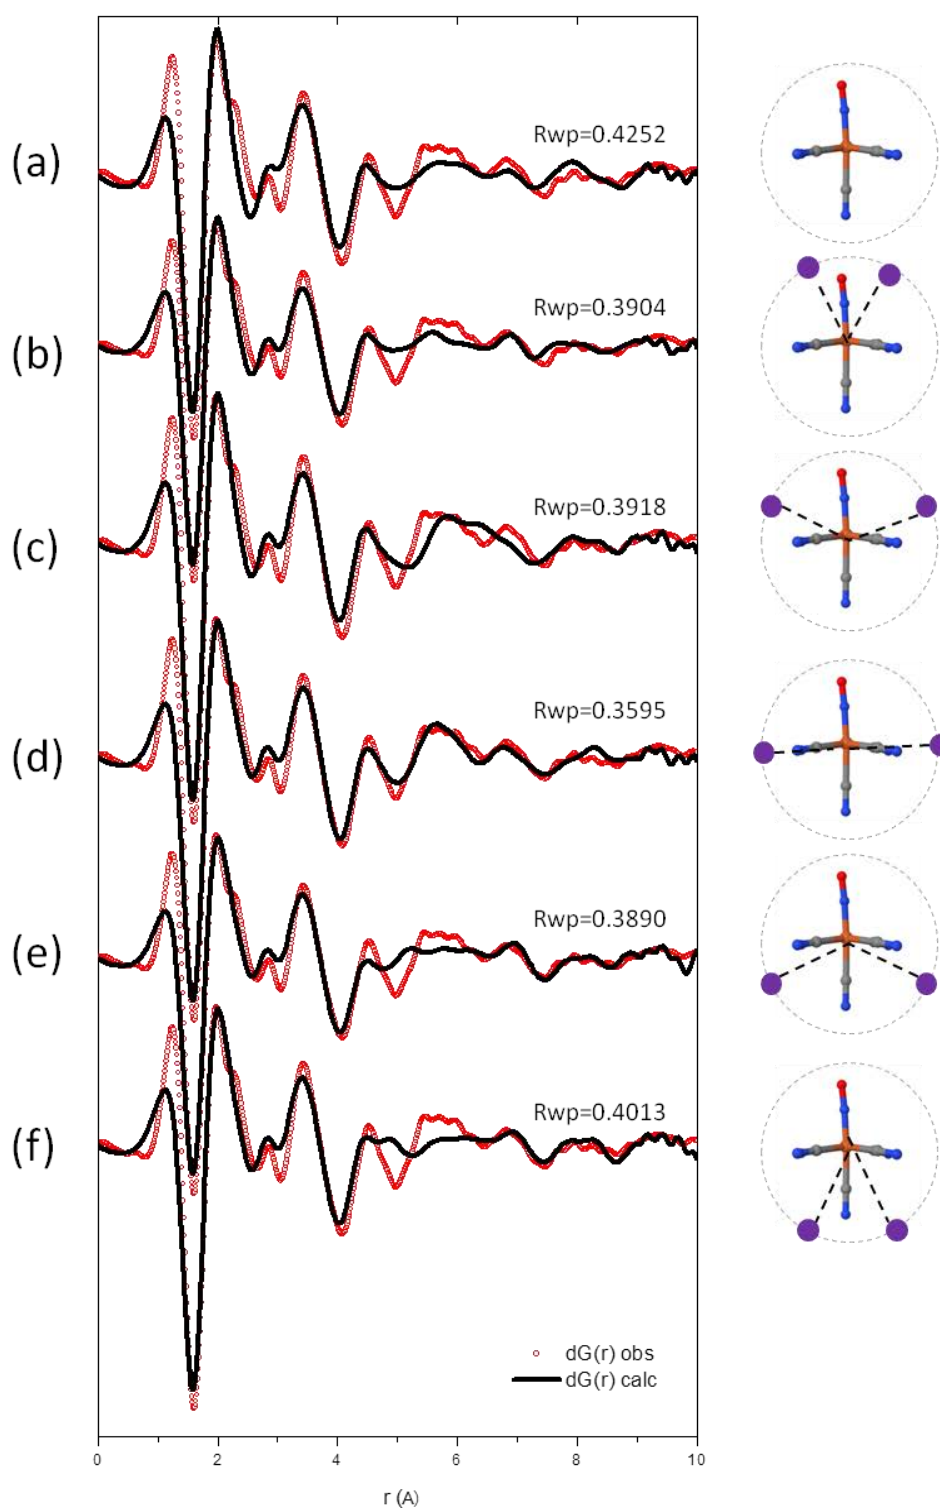 (a)
Rwp=0.4252
(b)
Rwp=0.3904
(c)
Rwp=0.3918
(d)
Rwp=0.3595
(e)
Rwp=0.3890
(f)
Rwp=0.4013
dG(r) obs
dG(r) calc
0 2 4 6 8 10
r (A)